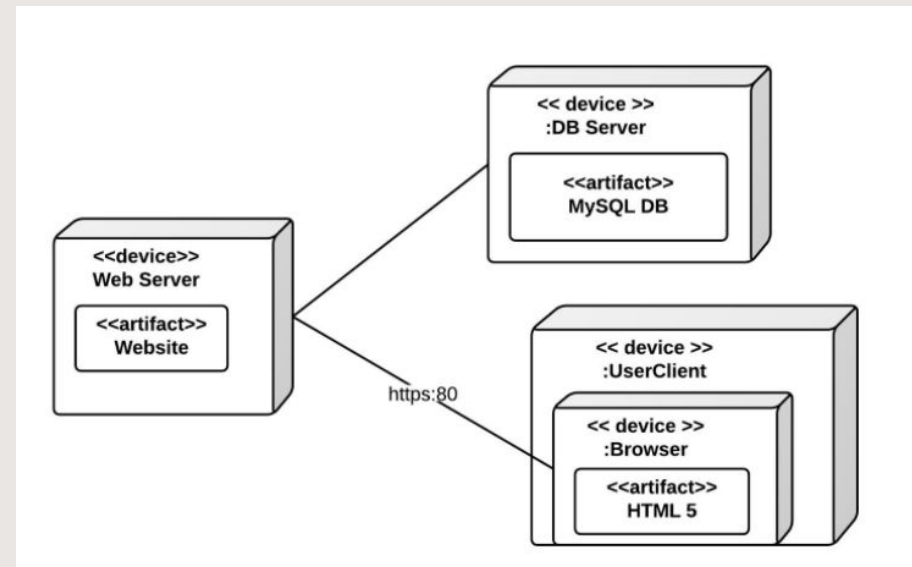 << device >>
:DB Server
<<artifact>>
MySQL DB
<<device>>
Web Server
<<artifact>>
Website
https:80
<< device >>
:UserClient
<< device >>
:Browser
<<artifact>>
HTML 5